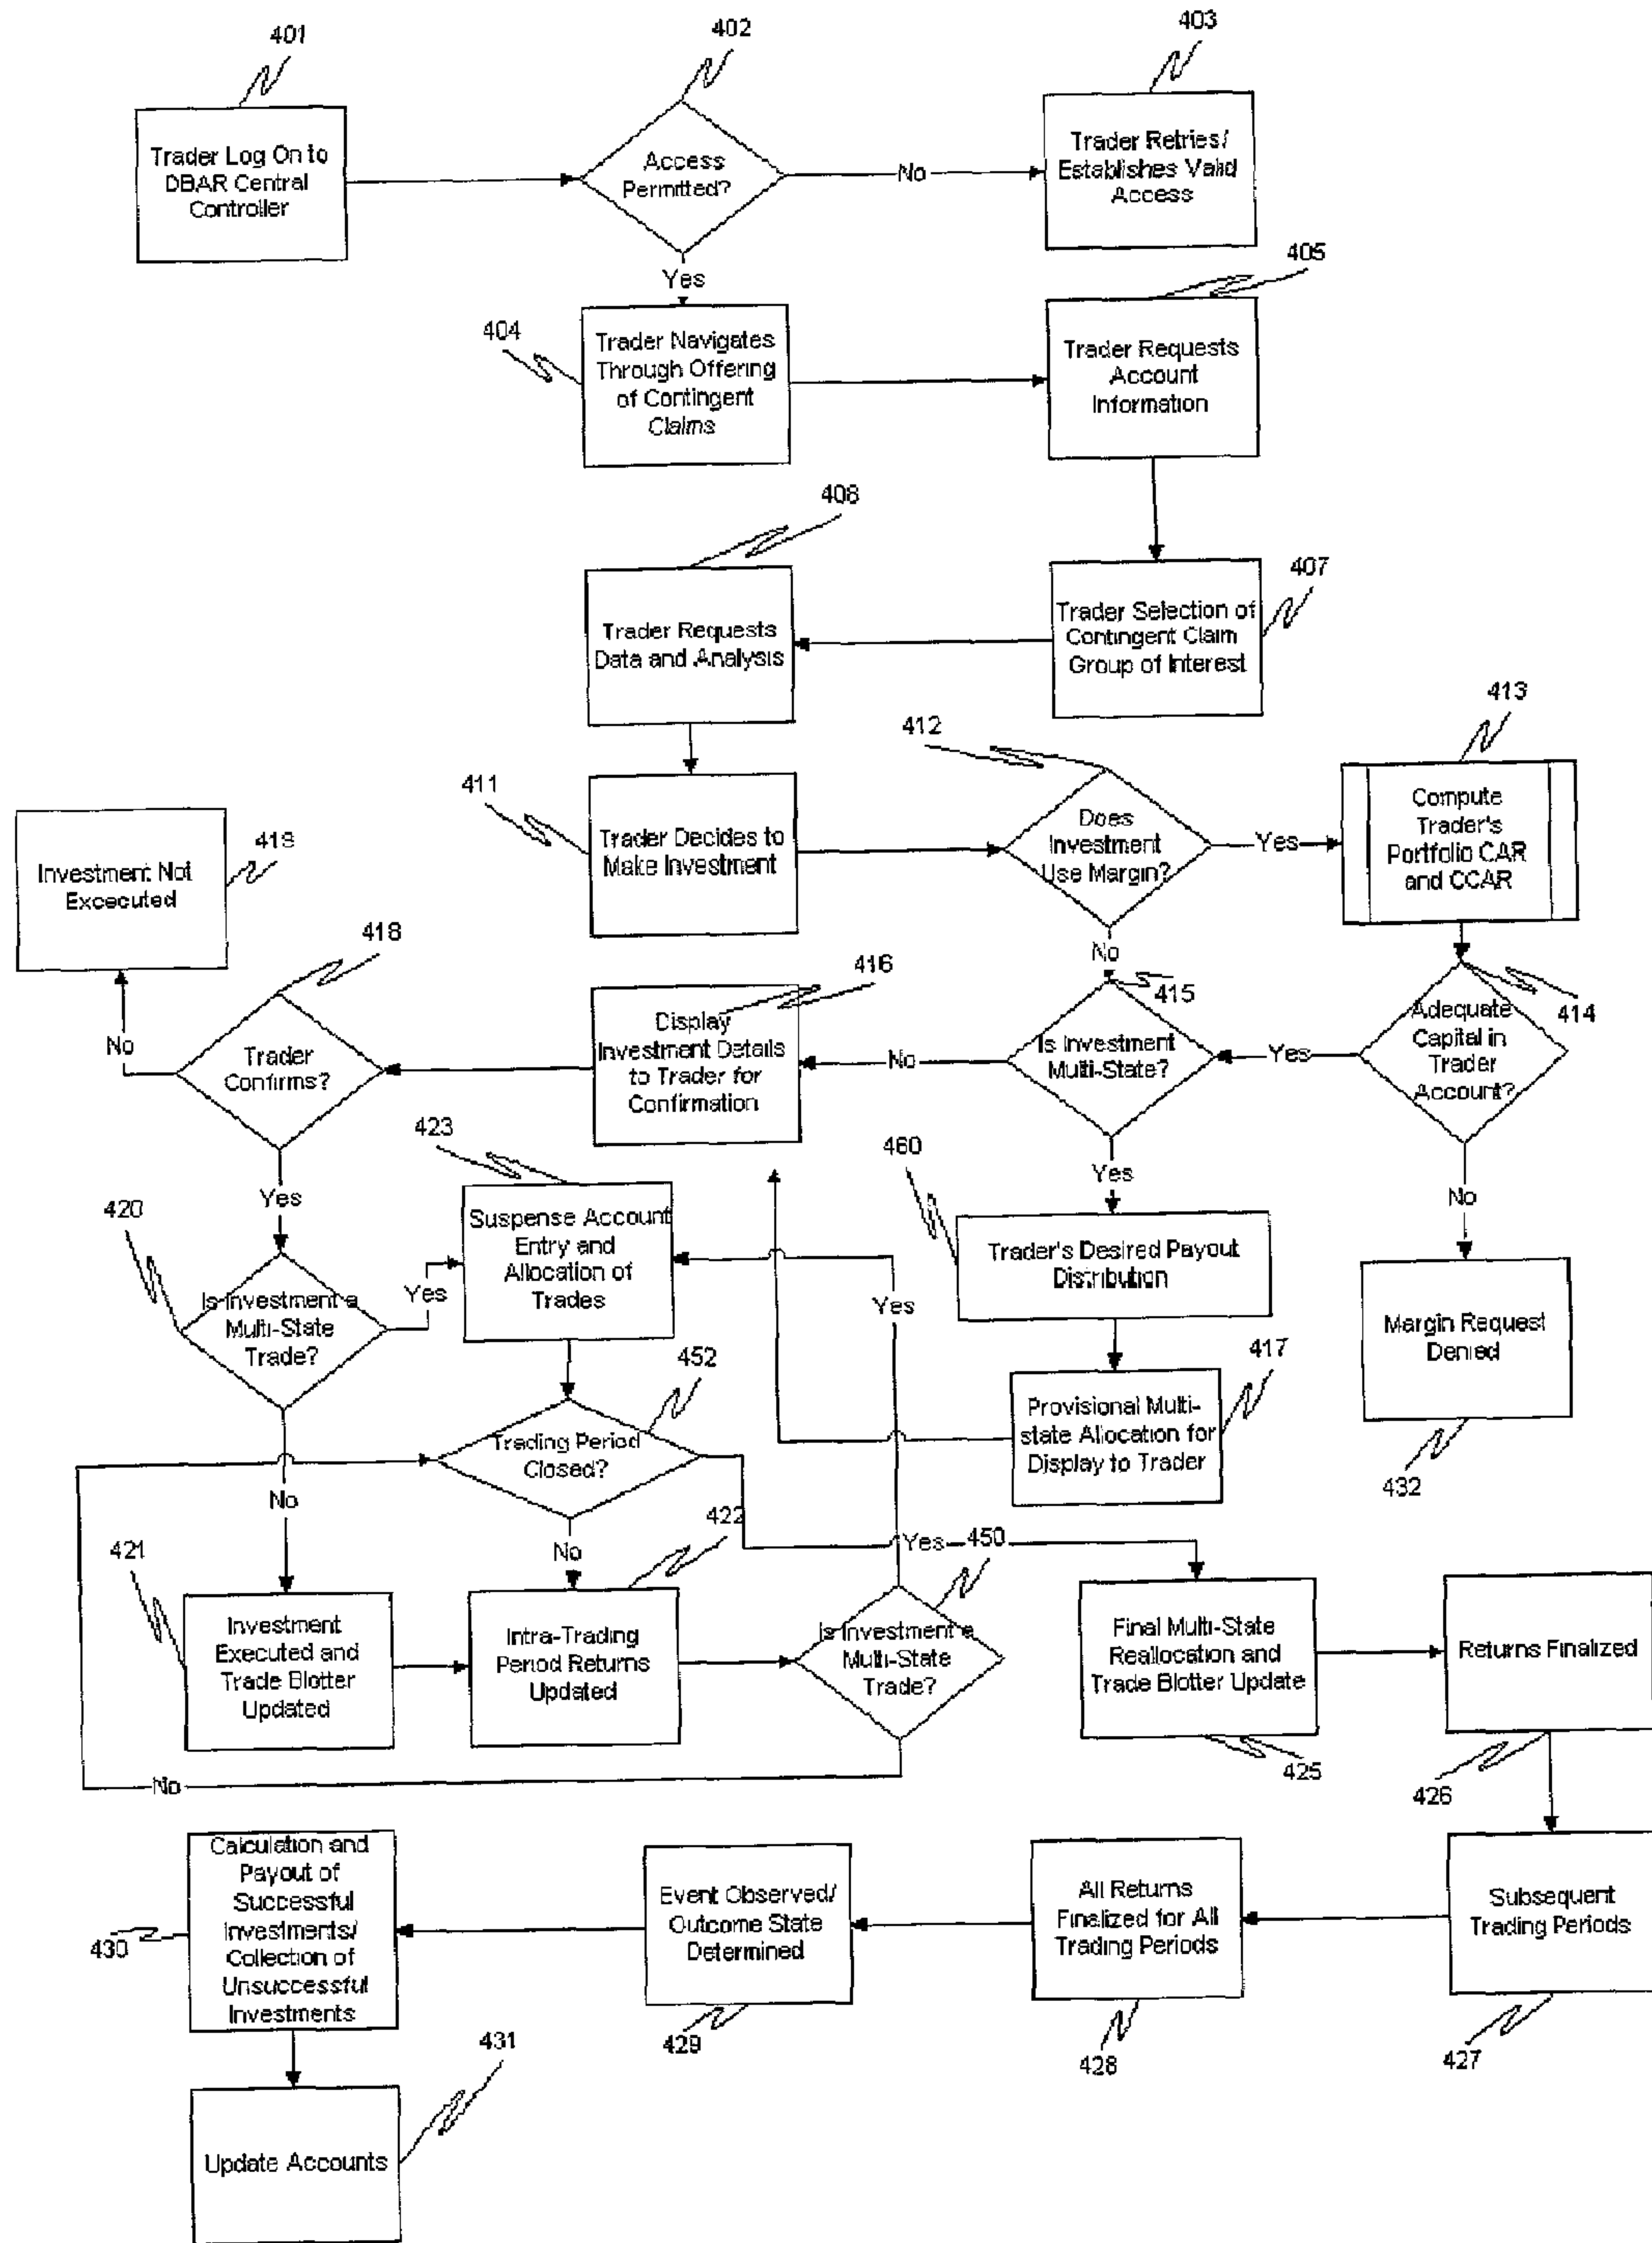 401
402
403
Trader Log On to
DBAR Central
Controller
Access
Permitted?
No
Trader Retries/
Establishes Valid
Access
Yes
405
404
Trader Navigates
Through Offering
of Contingent
Claims
Trader Requests
Account
Information
408
407
Trader Requests
Data and Analysis
Trader Selection of
Contingent Claim
Group of Interest
412
413
411
Trader Decides to
Make Investment
Does
Investment
Use Margin?
Yes
Compute
Trader's
Portfolio CAR
and CCAR
Investment Not
Excecuted
419
No
418
416
415
414
No
Trader
Confirms?
Display
Investment Details
to Trader for
Confirmation
No
Is Investment
Multi-State?
Yes
Adequate
Capital in
Trader
Account?
423
460
Yes
Yes
No
420
Suspense Account
Entry and
Allocation of
Trades
Trader's Desired Payout
Distribution
Is Investment a
Multi-State
Trade?
Yes
Yes
Margin Request
Denied
452
417
Trading Period
Closed?
Provisional Multi-
state Allocation for
Display to Trader
432
No
422
421
No
Yes
450
Investment
Executed and
Trade Blotter
Updated
Intra-Trading
Period Returns
Updated
Is Investment a
Multi-State
Trade?
Final Multi-State
Reallocation and
Trade Blotter Update
Returns Finalized
No
425
426
Calculation and
Payout of
Successful
Investments/
Collection of
Unsuccessful
Investments
Event Observed/
Outcome State
Determined
All Returns
Finalized for All
Trading Periods
Subsequent
Trading Periods
430
429
428
427
431
Update Accounts